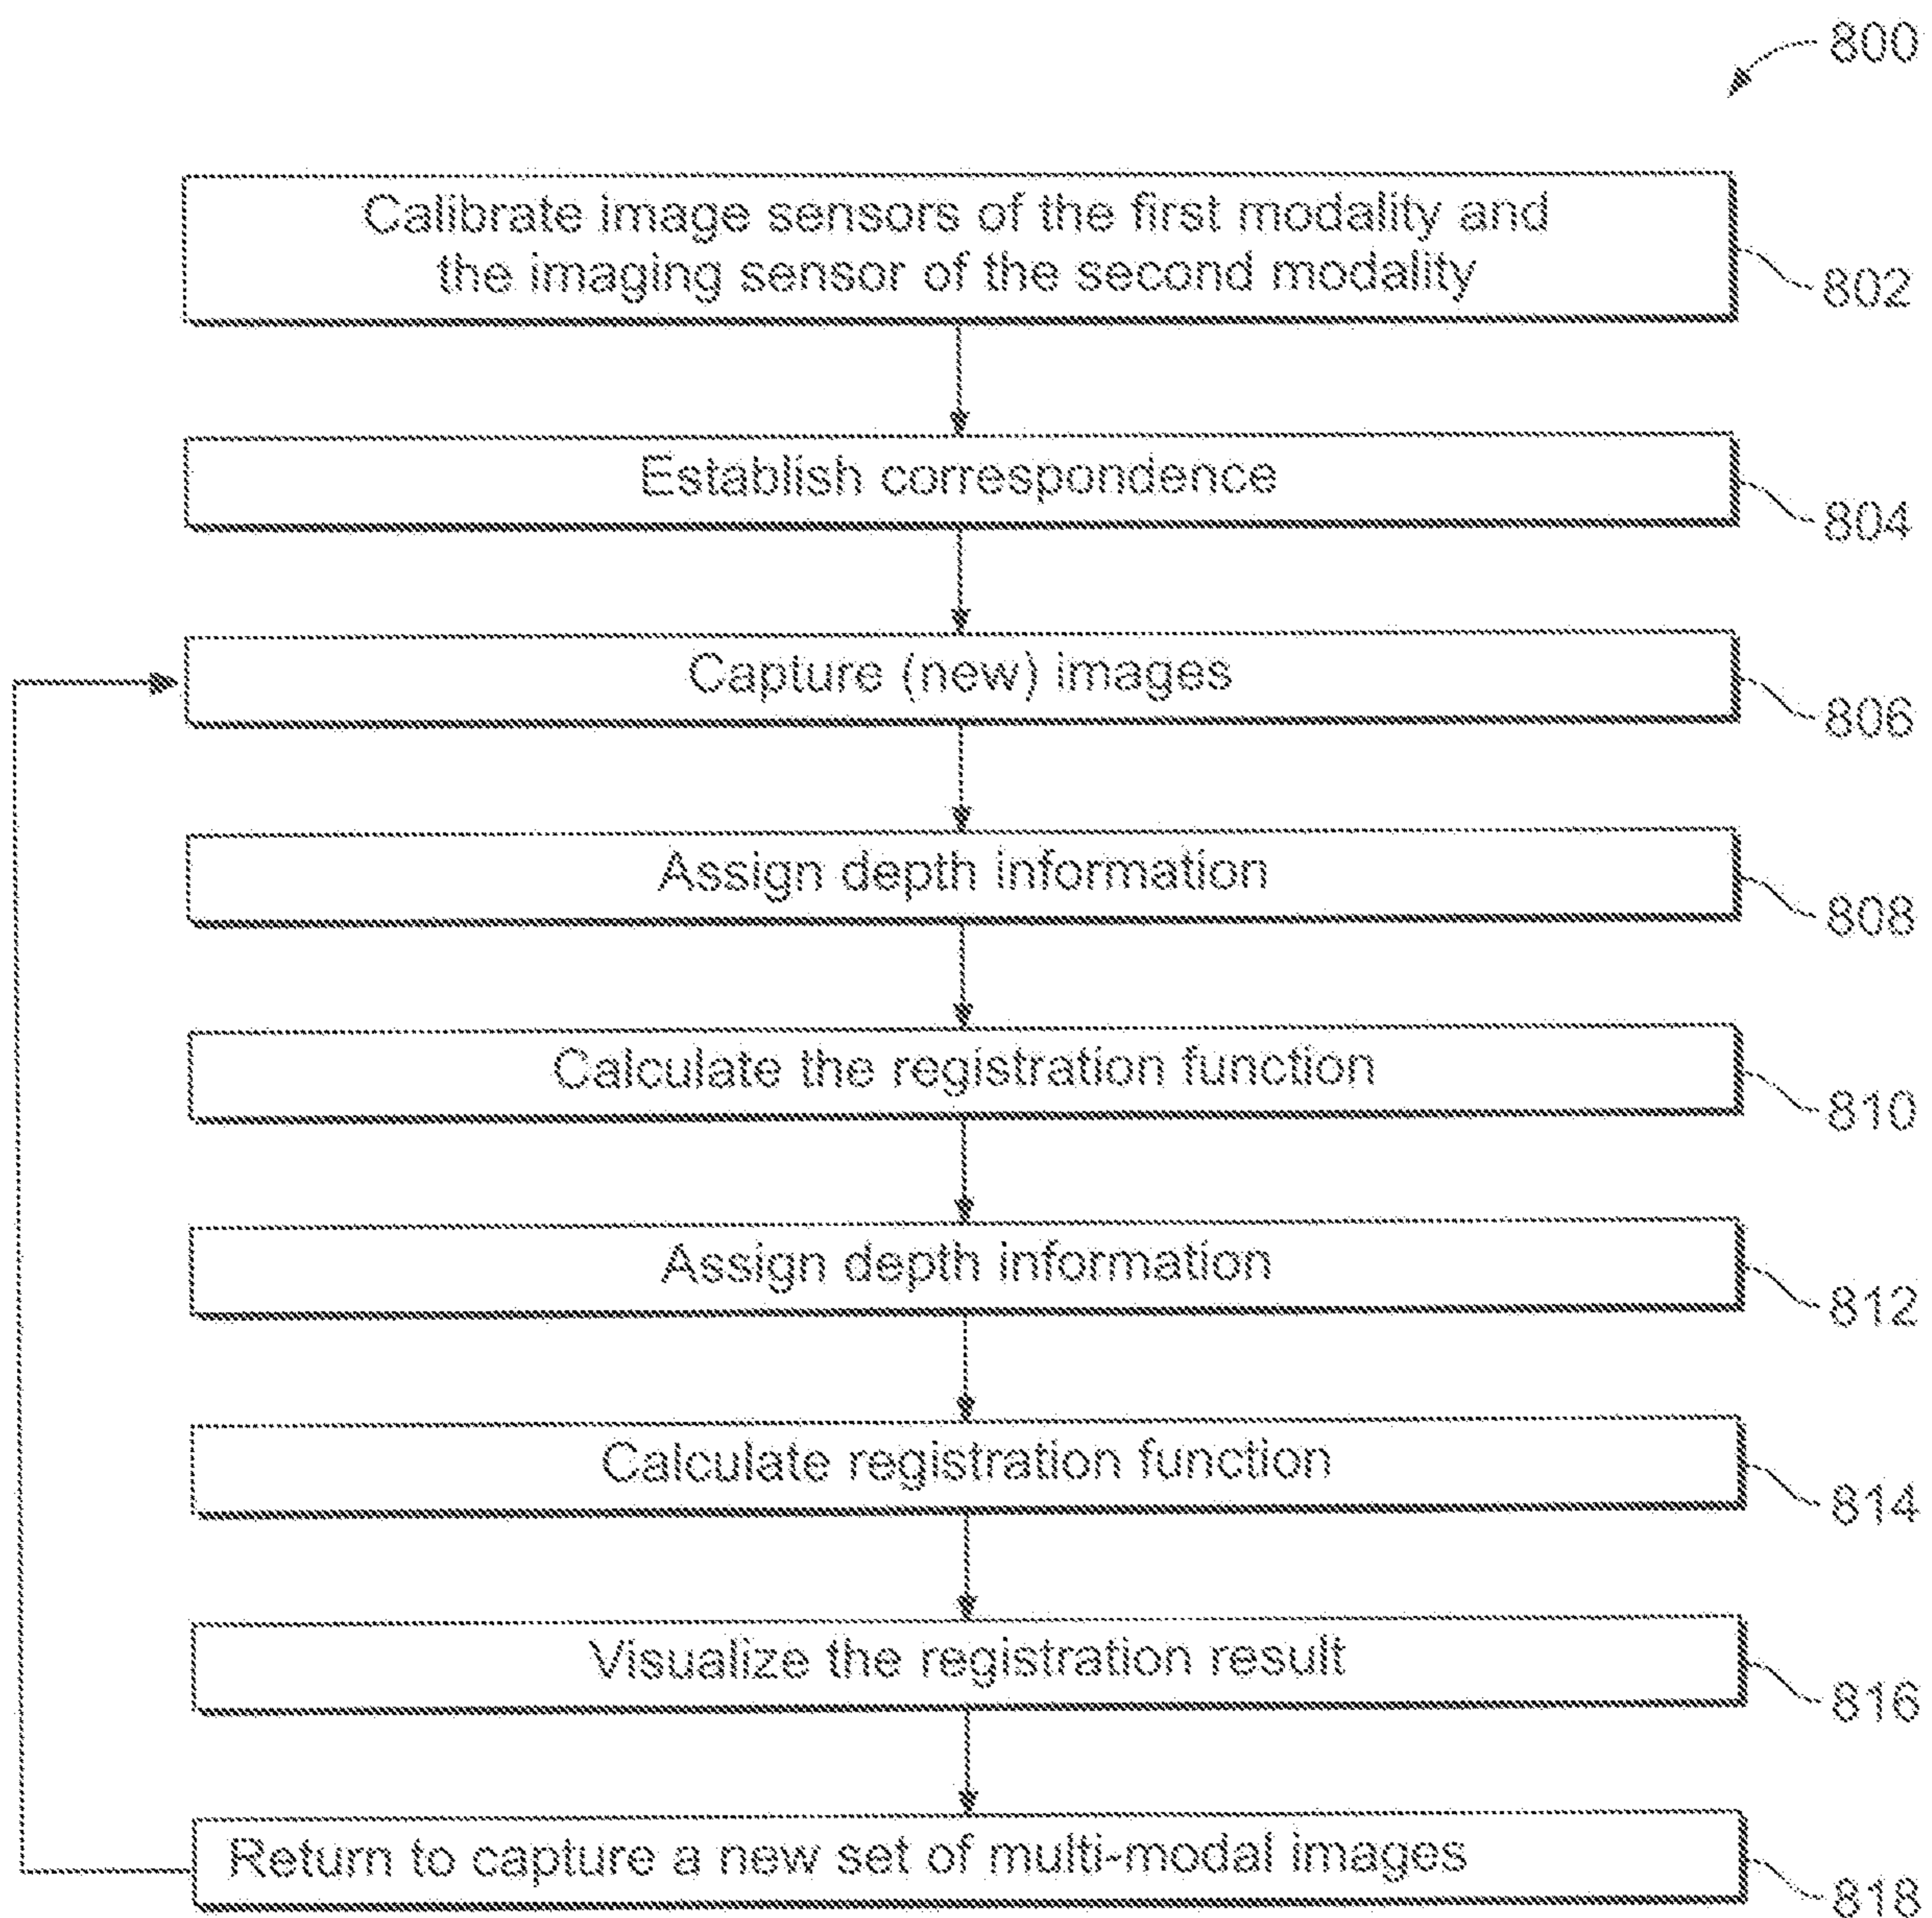 800
Calibrate image sensors of the first modality and
the imaging sensor of the second modality
802
Establish correspondence
804
Capture (new) images
806
Assign depth information
808
Calculate the registration function
810
Assign depth information
812
Calculate registration function
814
Visualize the registration result
816
Return to capture a new set of multi-modal images
818